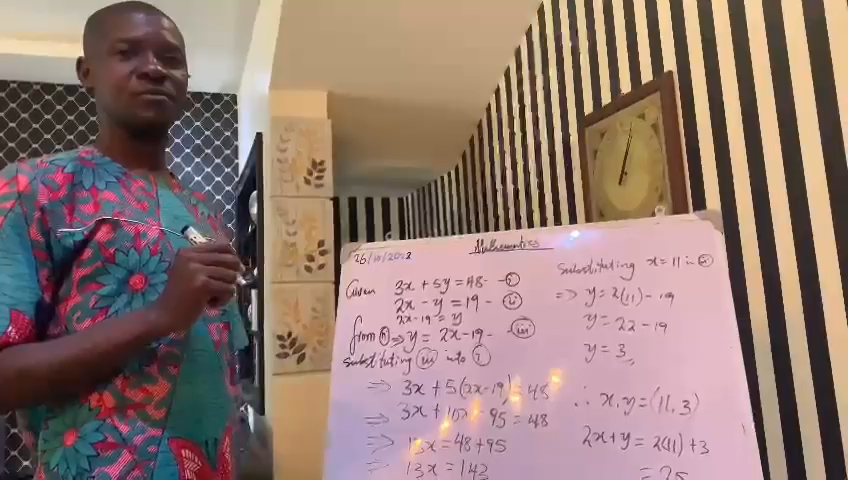 26/10/2022
Mathematics
Given 3x + 5y = 48 - (i)
2x - y = 19 - (ii)
2x - 19 = y
from (ii) => y = 2x - 19 - (iii)
Substituting (iii) into (i)
=> 3x + 5(2x - 19) = 48
=> 3x + 10x - 95 = 48
=> 13x = 48 + 95
=> 13x = 143
Substituting x = 11 in
=> y = 2(11) - 19
y = 22 - 19
y = 3
∴ x, y = (11, 3)
2x + y = 2(11) + 3
= 25